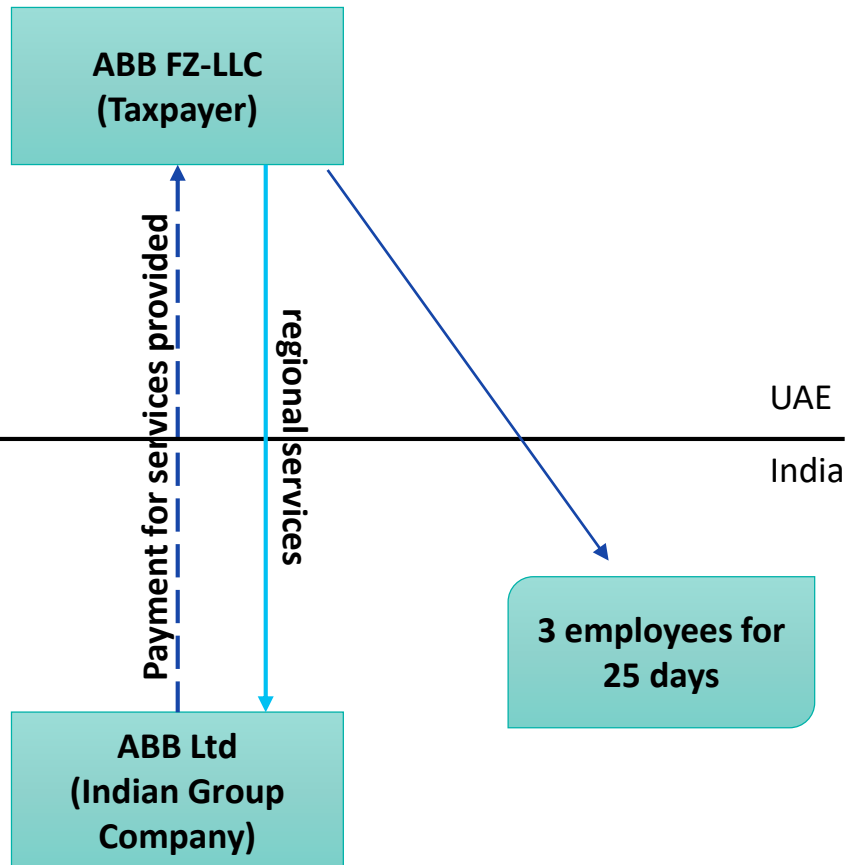 ABB FZ-LLC
(Taxpayer)
Payment for services provided
regional services
UAE
India
3 employees for
25 days
ABB Ltd
(Indian Group
Company)